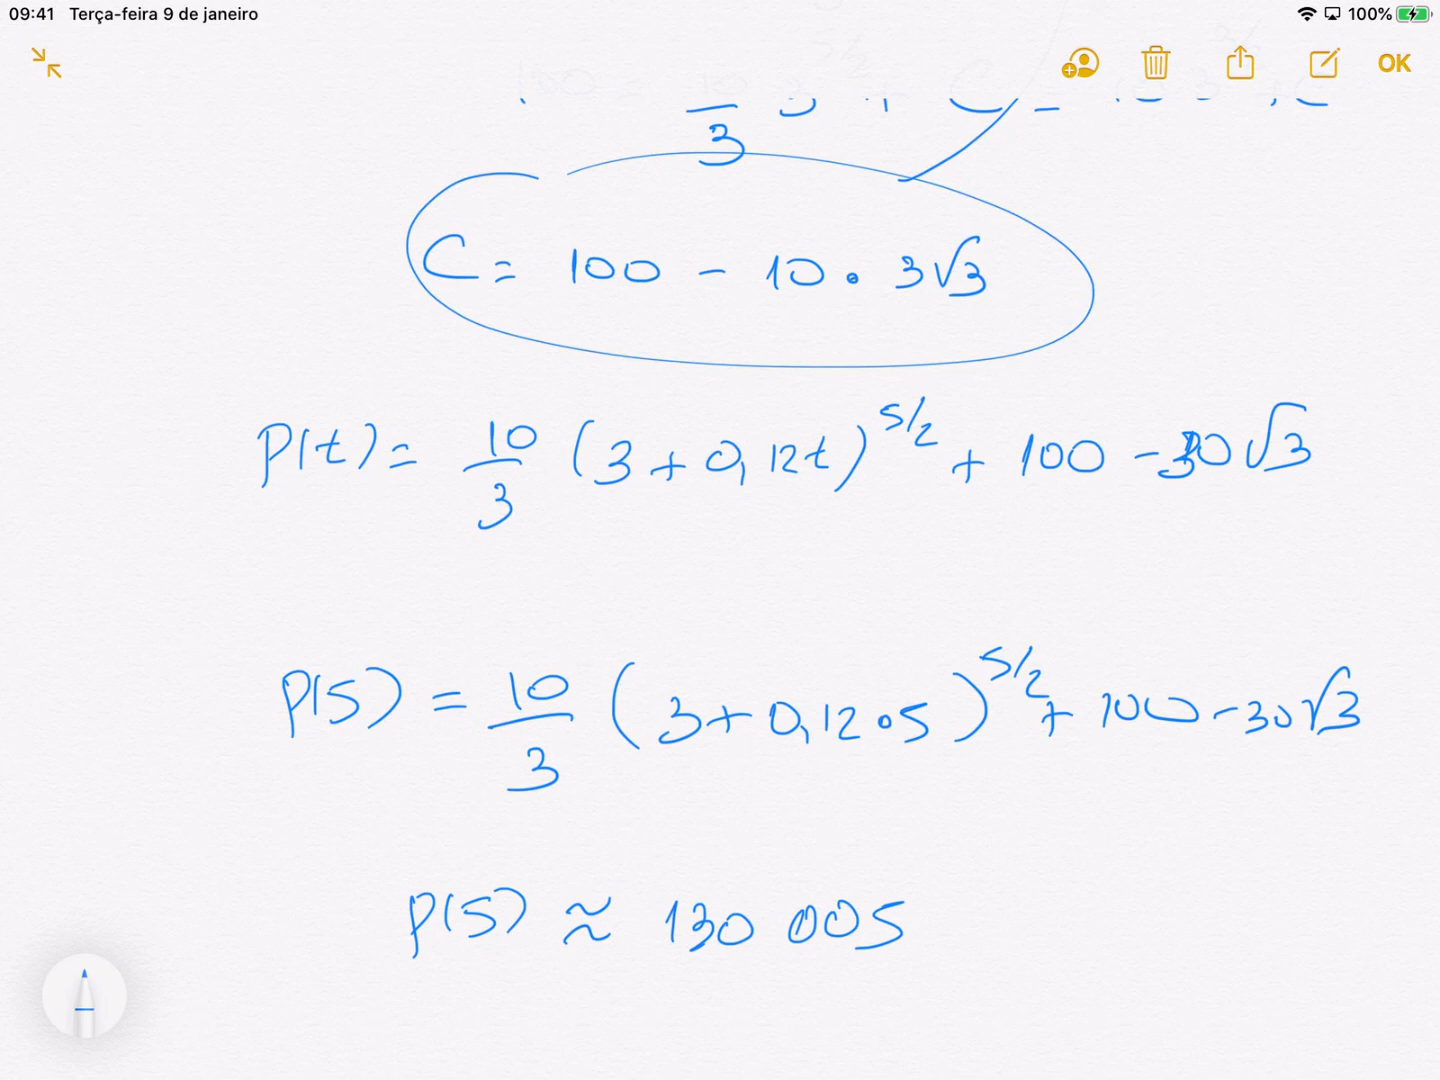 09:41 Terça-feira 9 de janeiro 100%
OK
3
C = 100 - 10 . 3√3
P(t) = 10/3 (3 + 0,12t)^5/2 + 100 - 30√3
P(5) = 10/3 (3 + 0,12 . 5)^5/2 + 100 - 30√3
P(5) ≈ 130 005